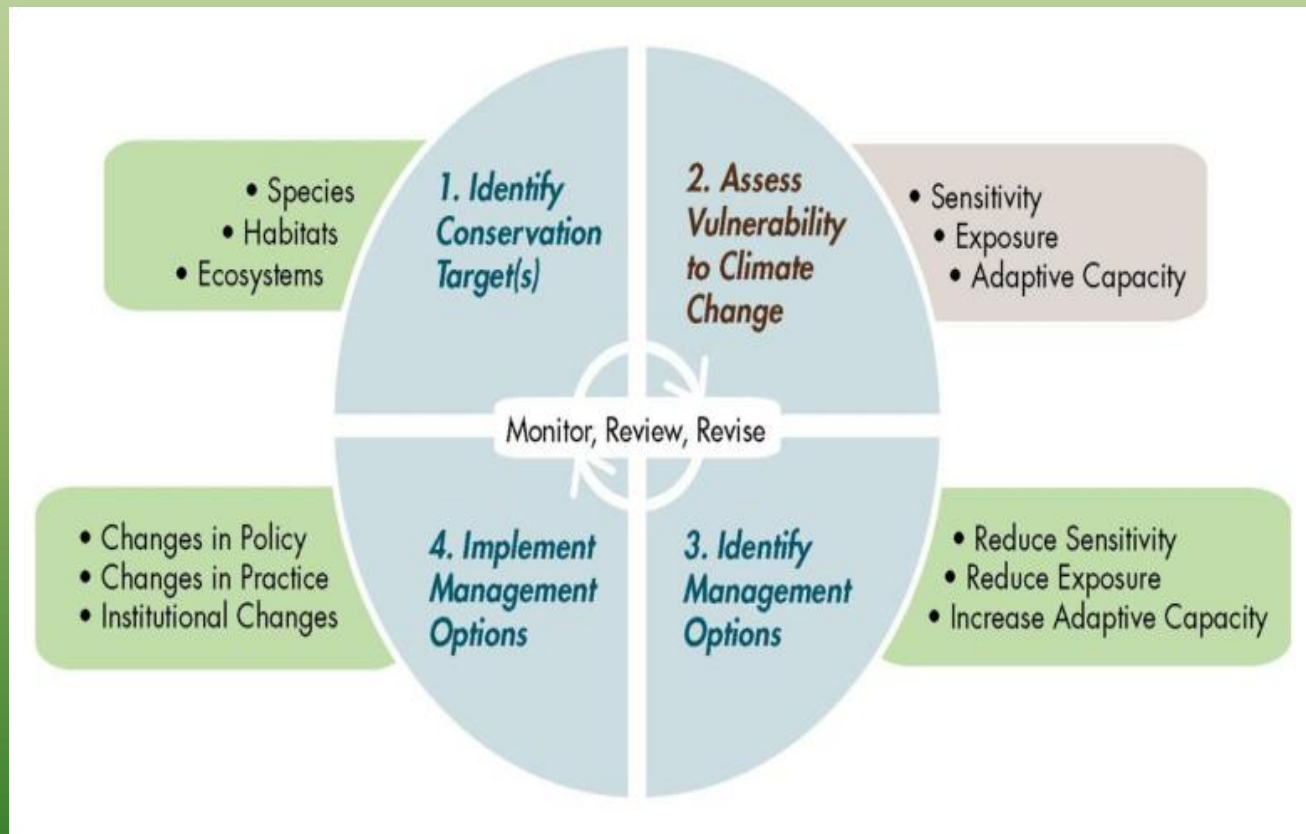 • Species
• Habitats
• Ecosystems
1. Identify
Conservation
Target(s)
2. Assess
Vulnerability
to Climate
Change
• Sensitivity
• Exposure
• Adaptive Capacity
Monitor, Review, Revise
• Changes in Policy
• Changes in Practice
• Institutional Changes
4. Implement
Management
Options
3. Identify
Management
Options
• Reduce Sensitivity
• Reduce Exposure
• Increase Adaptive Capacity